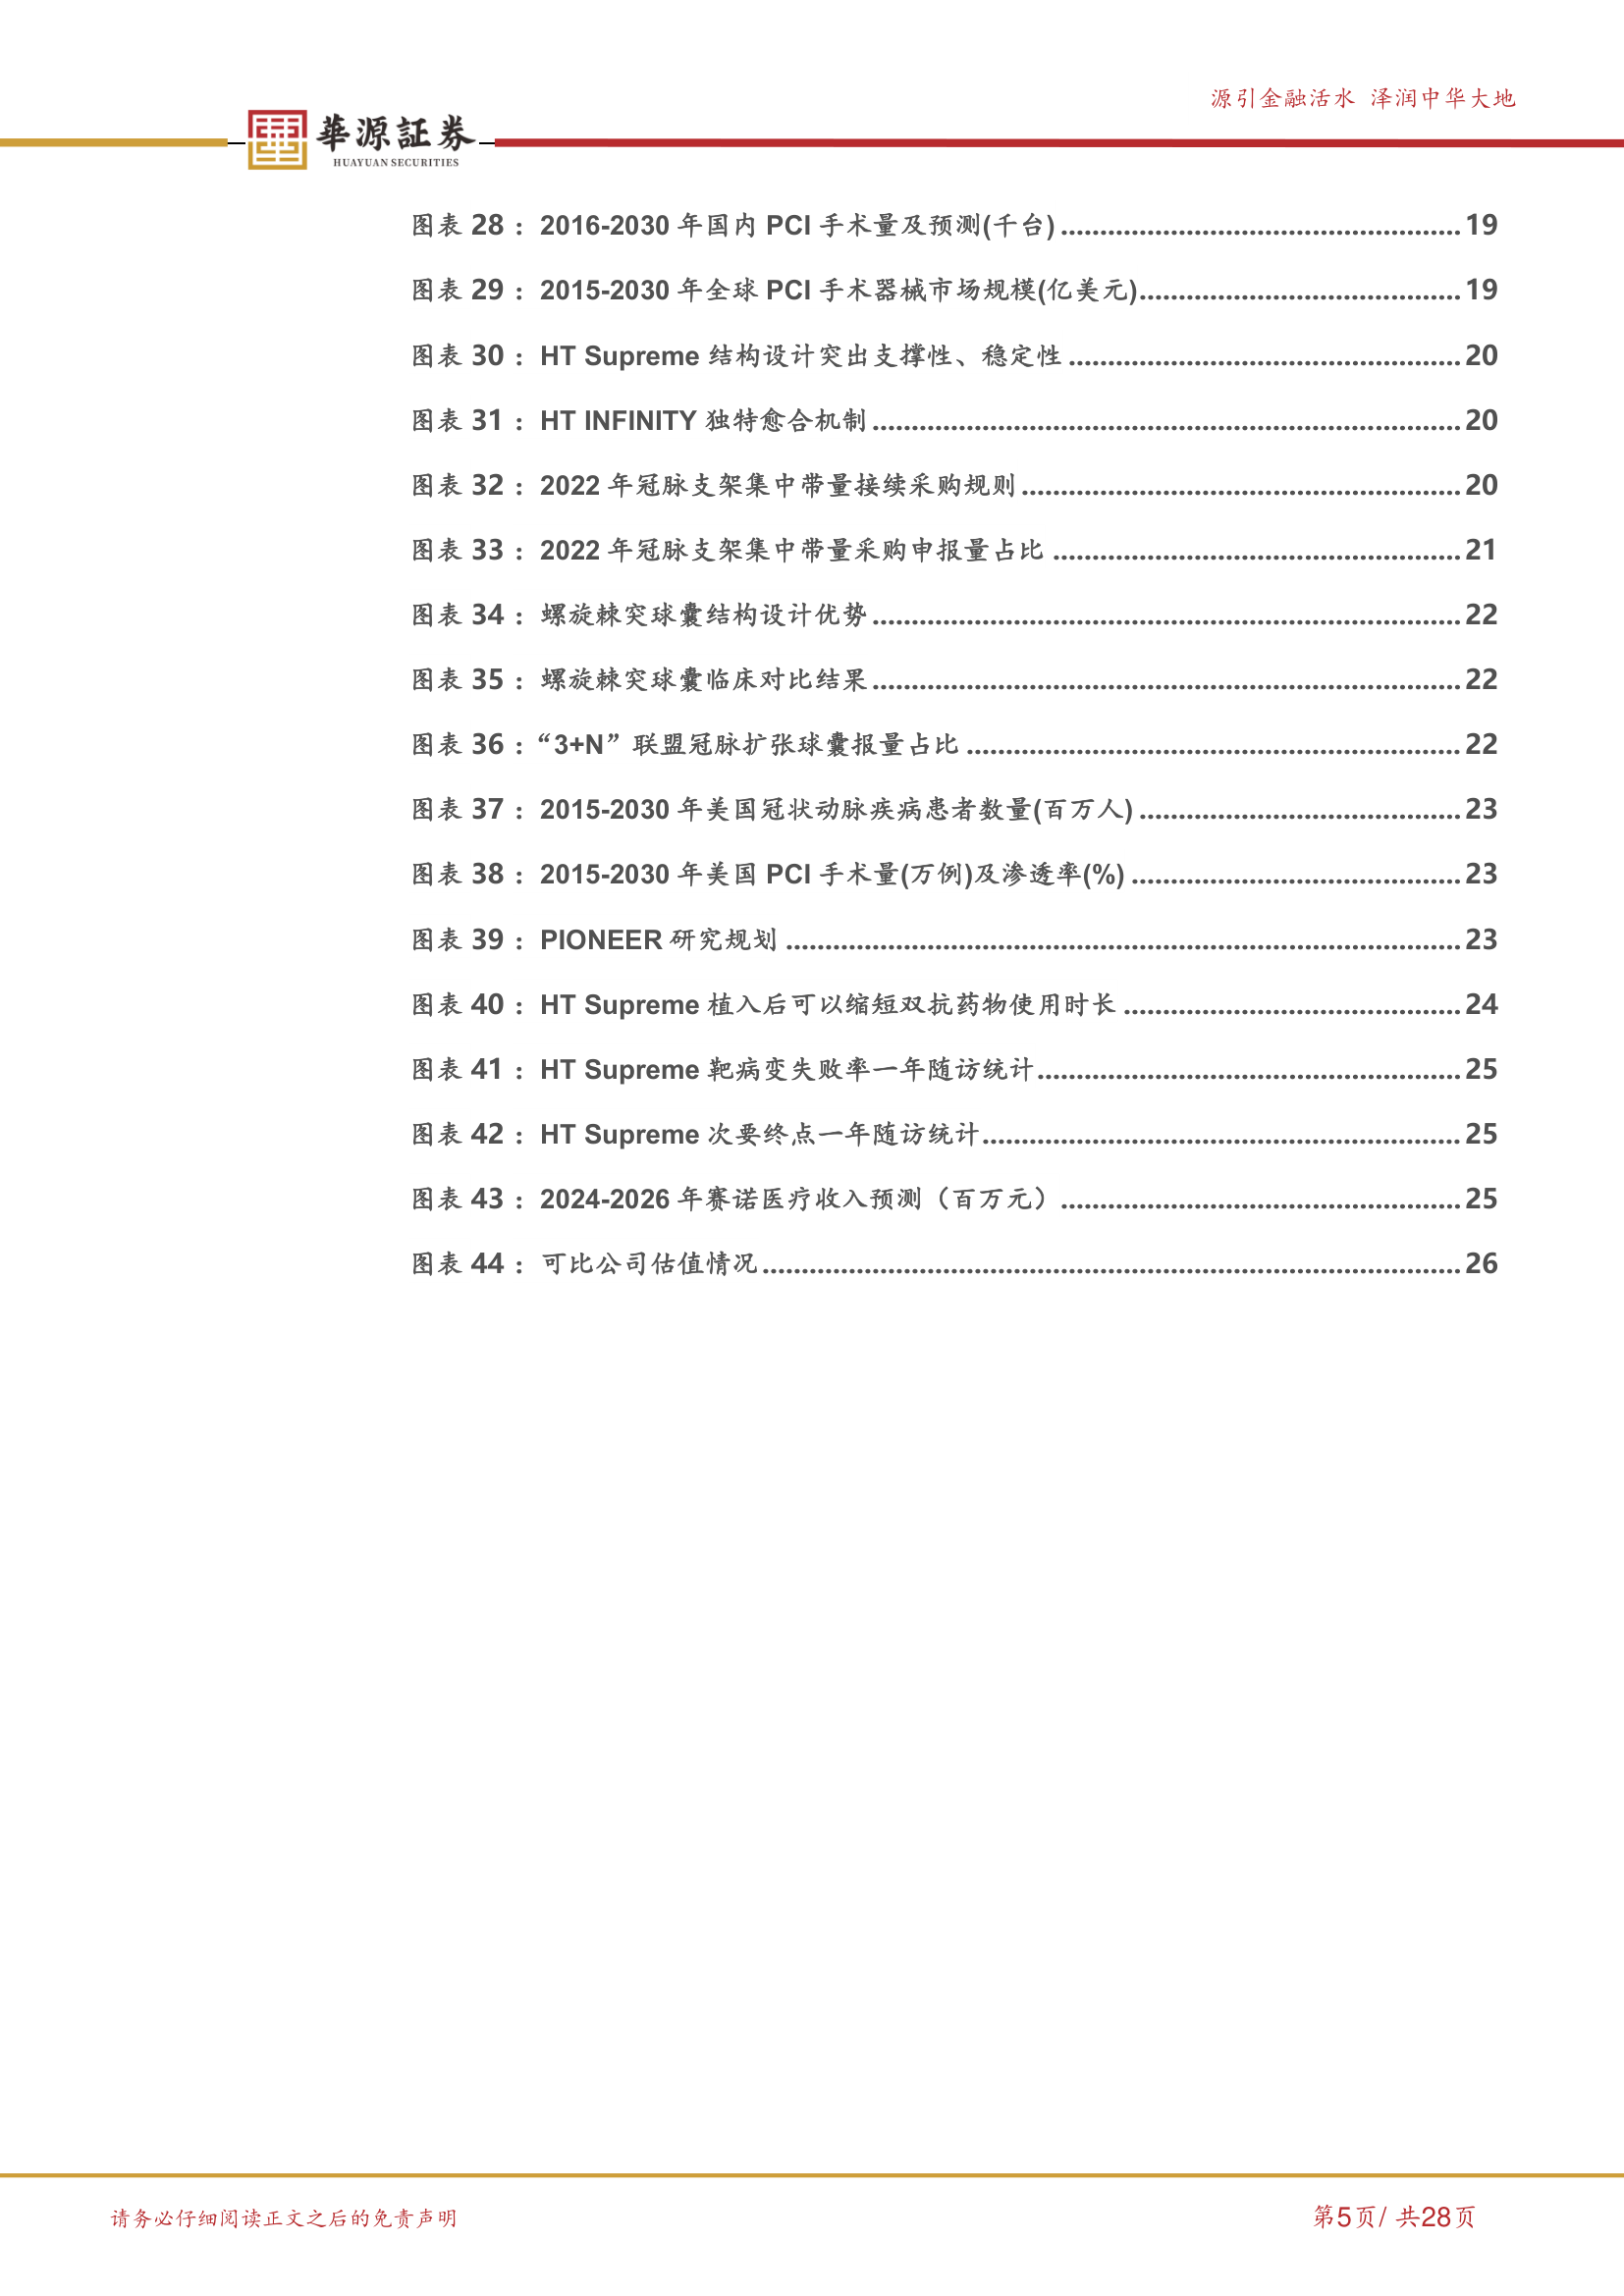 源引金融活水 泽润中华大地
華源証券
HUAYUAN SECURITIES
图表 28 : 2016-2030 年国内 PCI 手术量及预测(千台) 19
图表 29 : 2015-2030 年全球 PCI 手术器械市场规模(亿美元) 19
图表 30 : HT Supreme 结构设计突出支撑性、稳定性 20
图表 31 : HT INFINITY 独特愈合机制 20
图表 32 : 2022 年冠脉支架集中带量接续采购规则 20
图表 33 : 2022 年冠脉支架集中带量采购申报量占比 21
图表 34 : 螺旋棘突球囊结构设计优势 22
图表 35 : 螺旋棘突球囊临床对比结果 22
图表 36 : “3+N”联盟冠脉扩张球囊报量占比 22
图表 37 : 2015-2030 年美国冠状动脉疾病患者数量(百万人) 23
图表 38 : 2015-2030 年美国 PCI 手术量(万例)及渗透率(%) 23
图表 39 : PIONEER 研究规划 23
图表 40 : HT Supreme 植入后可以缩短双抗药物使用时长 24
图表 41 : HT Supreme 靶病变失败率一年随访统计 25
图表 42 : HT Supreme 次要终点一年随访统计 25
图表 43 : 2024-2026 年赛诺医疗收入预测（百万元） 25
图表 44 : 可比公司估值情况 26
请务必仔细阅读正文之后的免责声明
第5页/ 共28页